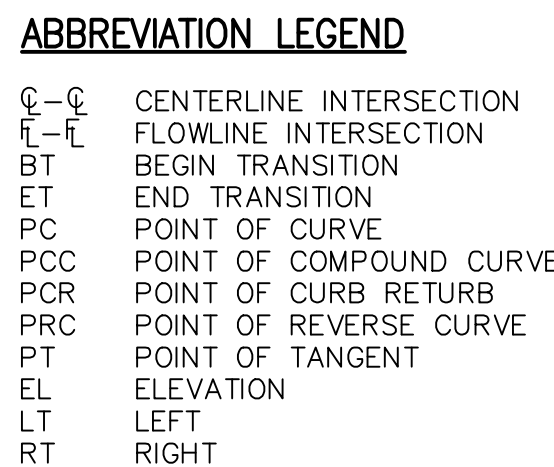 ABBREVIATION LEGEND
℄-℄ CENTERLINE INTERSECTION
FL-FL FLOWLINE INTERSECTION
BT BEGIN TRANSITION
ET END TRANSITION
PC POINT OF CURVE
PCC POINT OF COMPOUND CURVE
PCR POINT OF CURB RETURB
PRC POINT OF REVERSE CURVE
PT POINT OF TANGENT
EL ELEVATION
LT LEFT
RT RIGHT